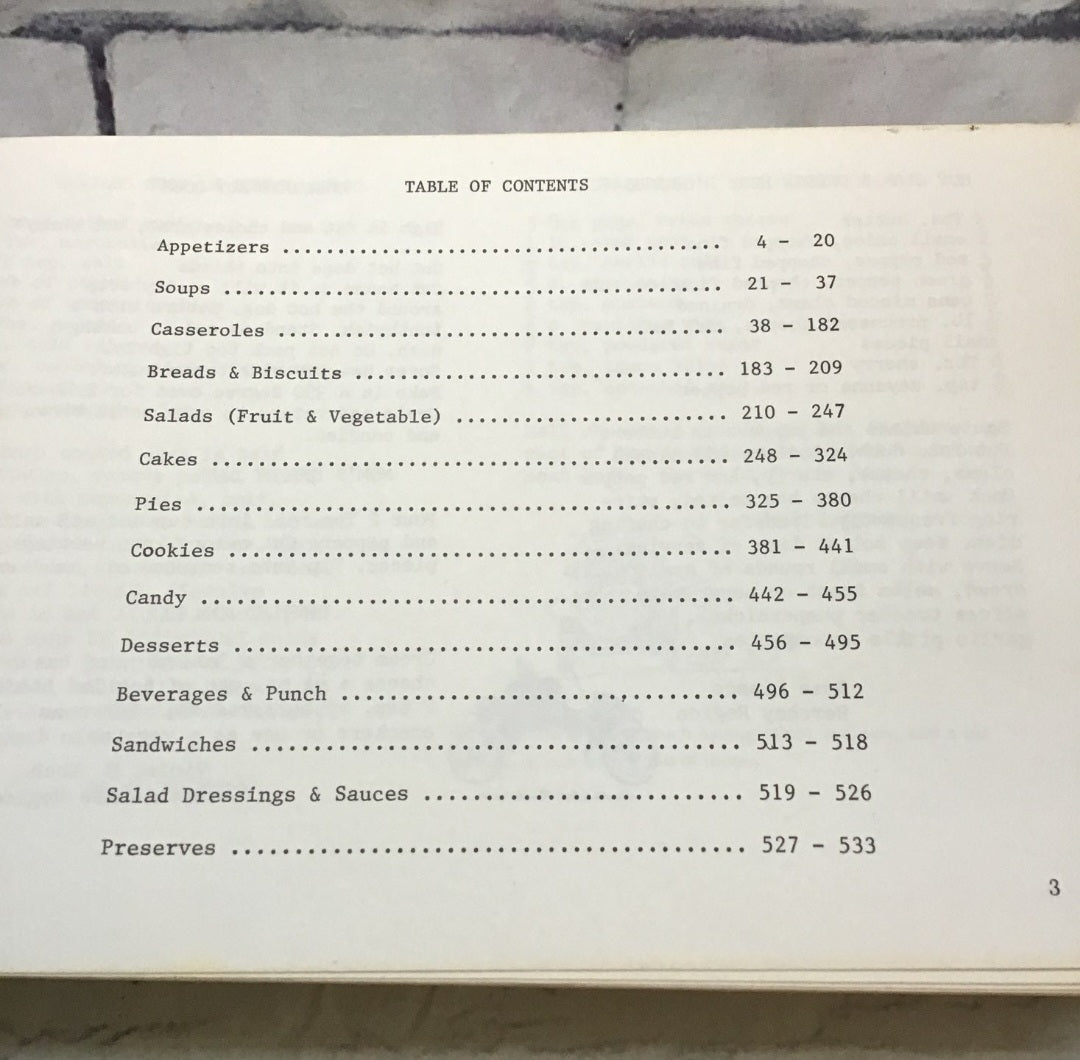 TABLE OF CONTENTS
Appetizers ........................................ 4 - 20
Soups ............................................. 21 - 37
Casseroles ........................................ 38 - 182
Breads & Biscuits ................................. 183 - 209
Salads (Fruit & Vegetable) ........................ 210 - 247
Cakes ............................................. 248 - 324
Pies .............................................. 325 - 380
Cookies ........................................... 381 - 441
Candy ............................................. 442 - 455
Desserts .......................................... 456 - 495
Beverages & Punch ................................. 496 - 512
Sandwiches ........................................ 513 - 518
Salad Dressings & Sauces .......................... 519 - 526
Preserves ......................................... 527 - 533
3